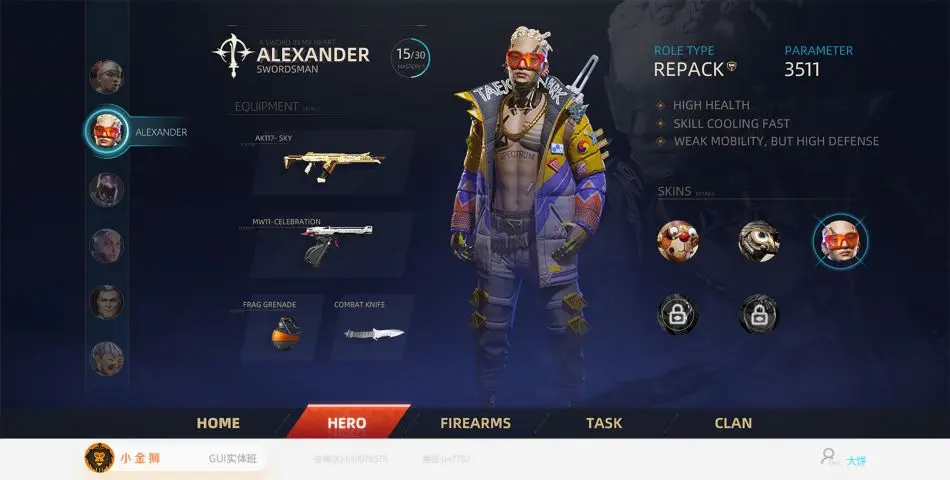 A SWORD IN MY HEART
ALEXANDER
SWORDSMAN
15/30
MASTERY
ROLE TYPE
REPACK
PARAMETER
3511
HIGH HEALTH
SKILL COOLING FAST
WEAK MOBILITY, BUT HIGH DEFENSE
ALEXANDER
EQUIPMENT
AK117- SKY
MW11-CELEBRATION
FRAG GRENADE
COMBAT KNIFE
SPECTRUM
SKINS
DETAILS
HOME
HERO
FIREARMS
TASK
CLAN
小金狮
GUI实体班
大饼